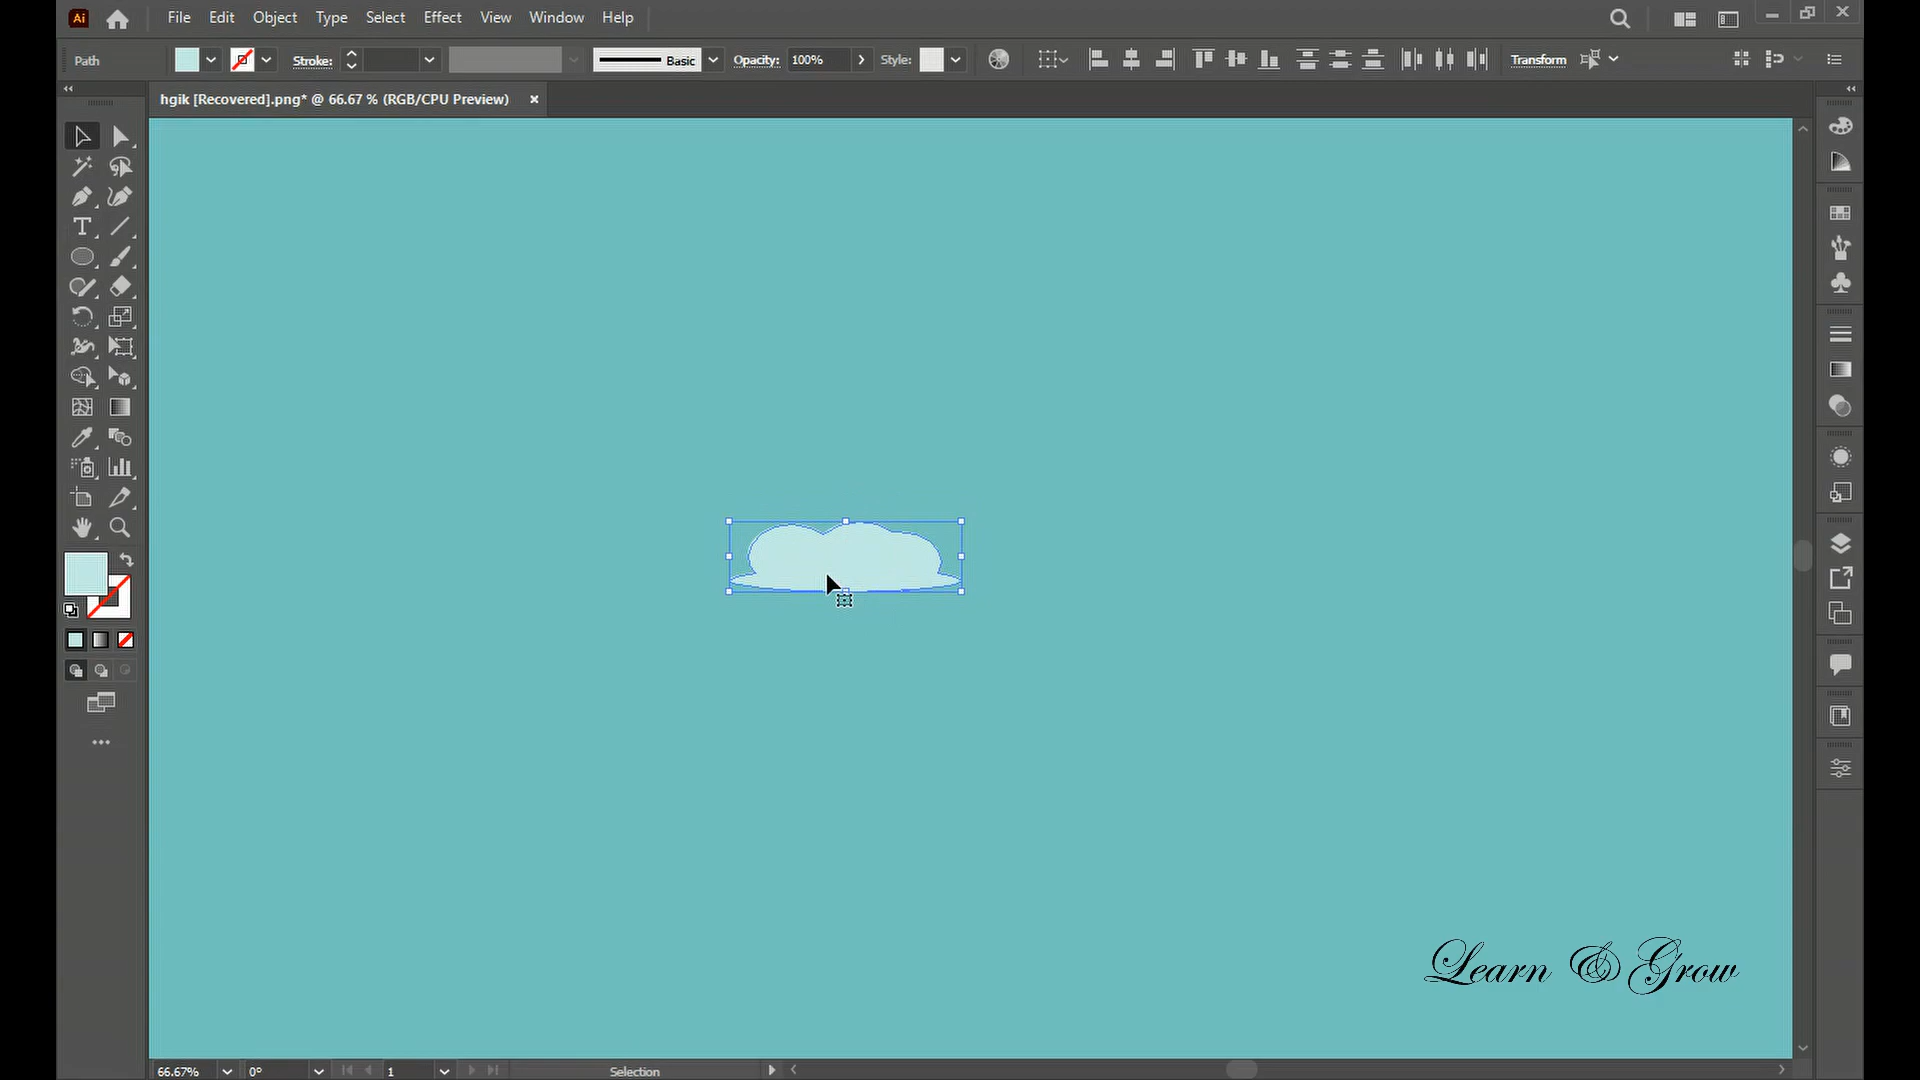 Ai File Edit Object Type Select Effect View Window Help
Path Stroke: Basic Opacity: 100% Style: Transform
hgik [Recovered].png* @ 66.67 % (RGB/CPU Preview)
Learn & Grow
66.67% 0° 1 Selection